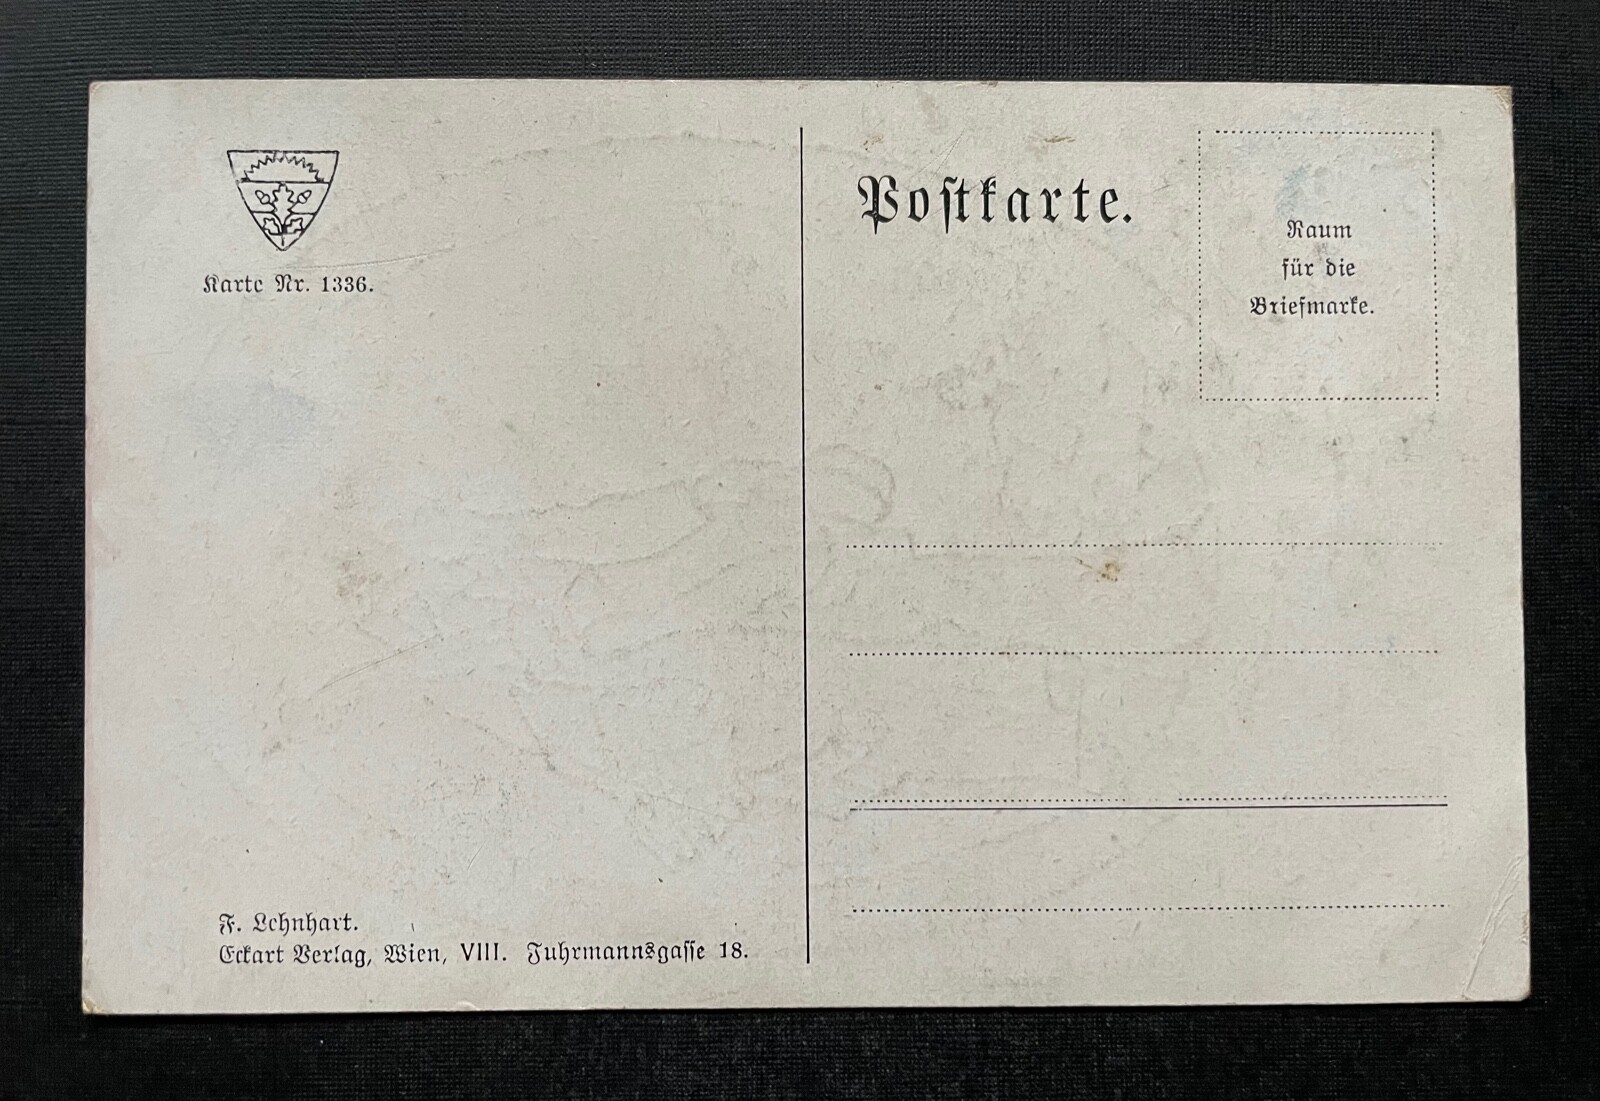 Karte Nr. 1336.
Postkarte.
Raum
für die
Briefmarke.
F. Lehnhart.
Eckart Verlag, Wien, VIII. Fuhrmannsgasse 18.